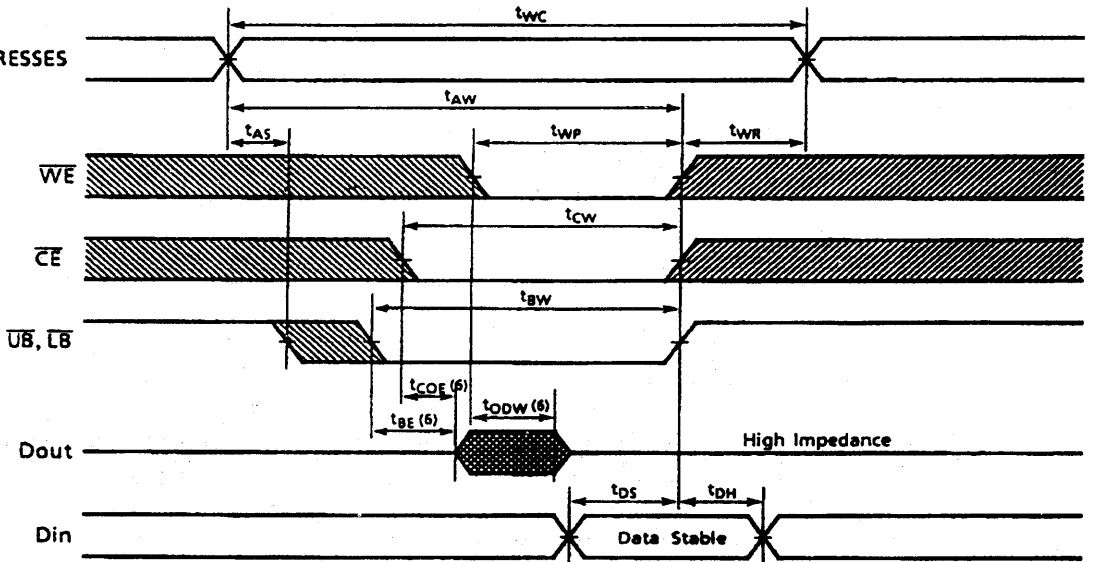 tWC
RESSES
tAW
tAS
tWP
tWR
WE
tCW
CE
tBW
UB, LB
tCOE (6)
tODW (6)
tBE (6)
Dout
High Impedance
tDS
tDH
Din
Data Stable